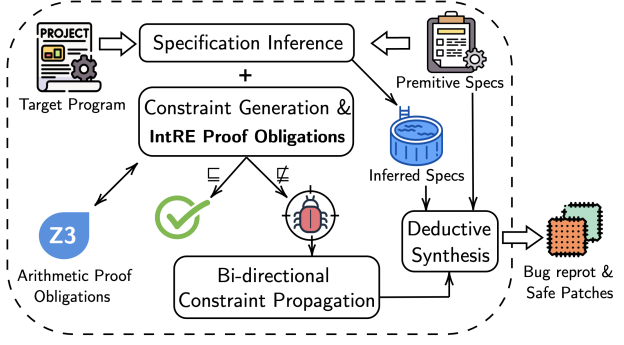 PROJECT
Target Program
Specification Inference
Premitive Specs
+
Constraint Generation &
IntRE Proof Obligations
⊑
⋢
Inferred Specs
Z3
Arithmetic Proof
Obligations
Deductive
Synthesis
Bi-directional
Constraint Propagation
Bug reprot &
Safe Patches